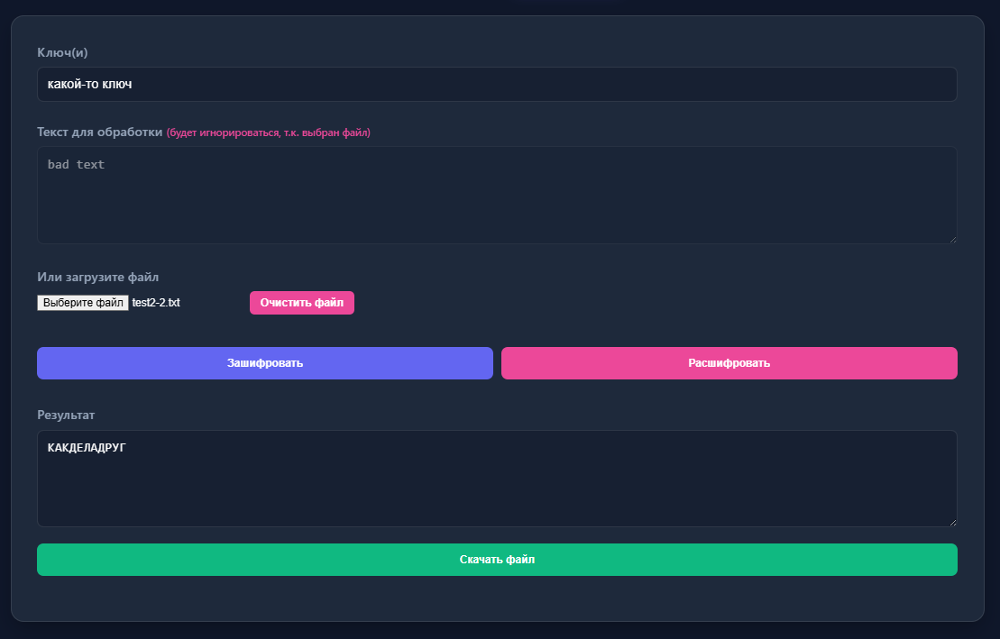 Ключ(и)
какой-то ключ
Текст для обработки (будет игнорироваться, т.к. выбран файл)
bad text
Или загрузите файл
Выберите файл test2-2.txt Очистить файл
Зашифровать Расшифровать
Результат
КАКДЕЛАДРУГ
Скачать файл